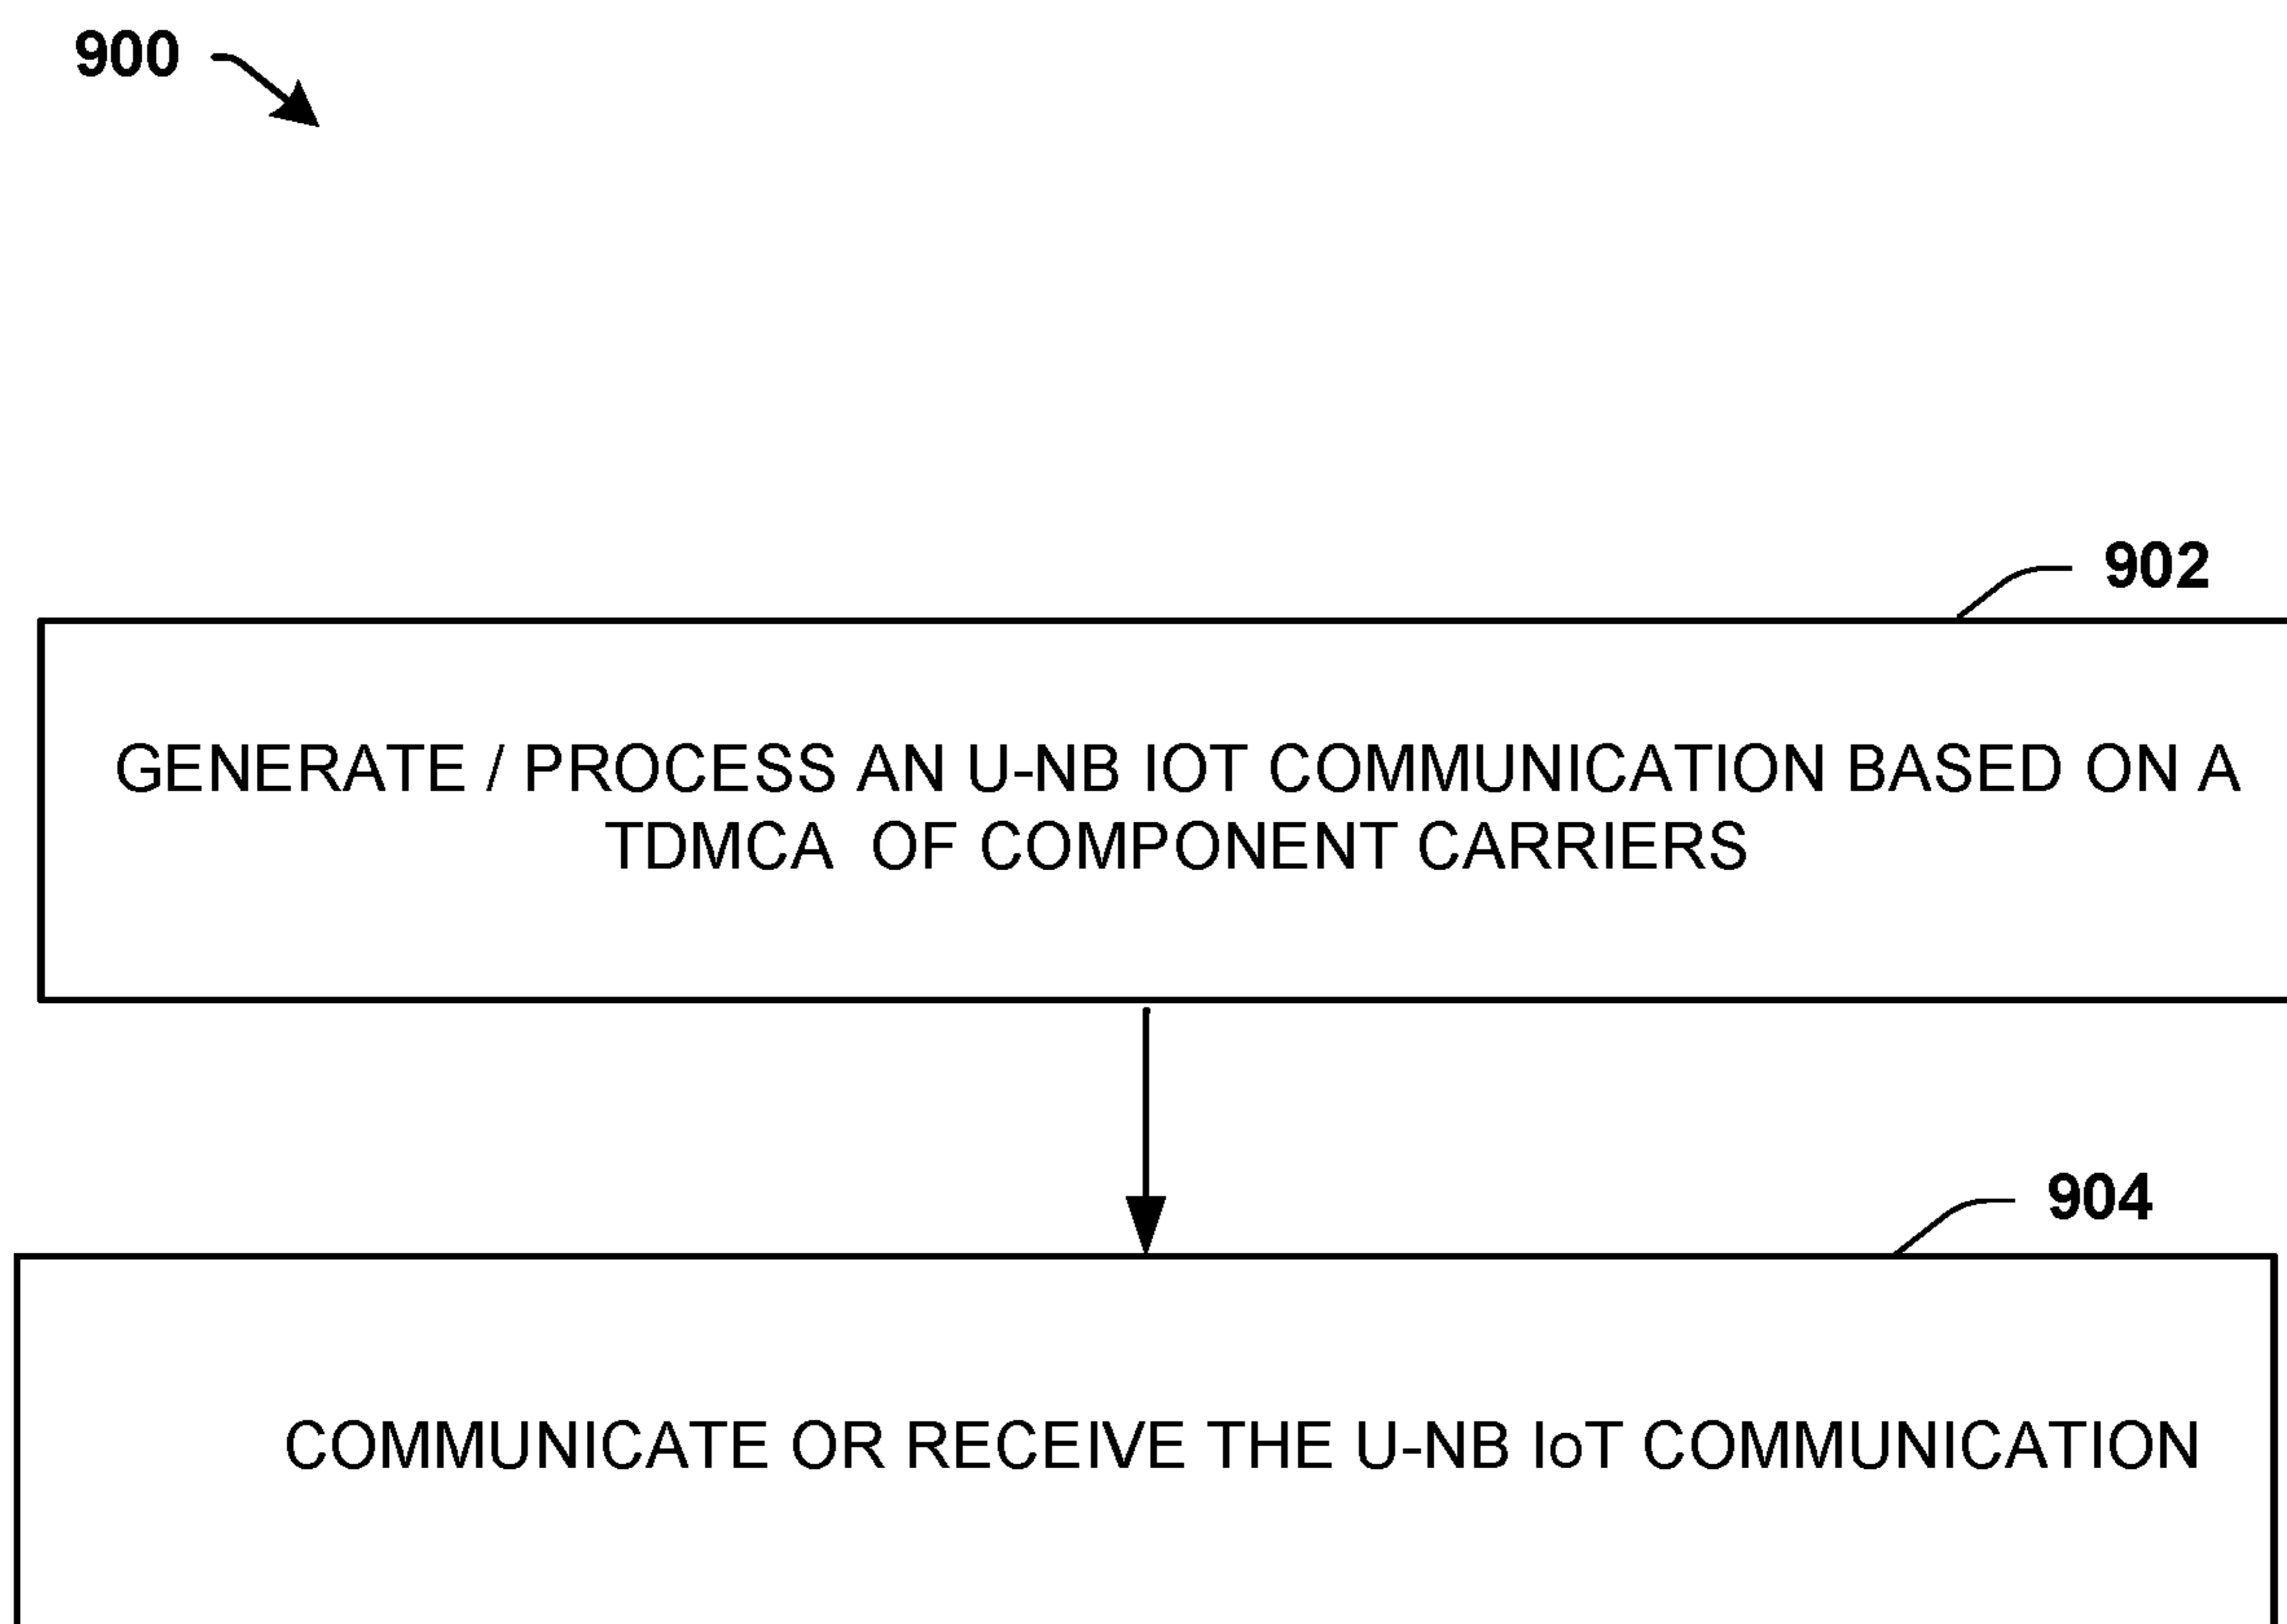 900
902
GENERATE / PROCESS AN U-NB IOT COMMUNICATION BASED ON A
TDMCA OF COMPONENT CARRIERS
904
COMMUNICATE OR RECEIVE THE U-NB IoT COMMUNICATION